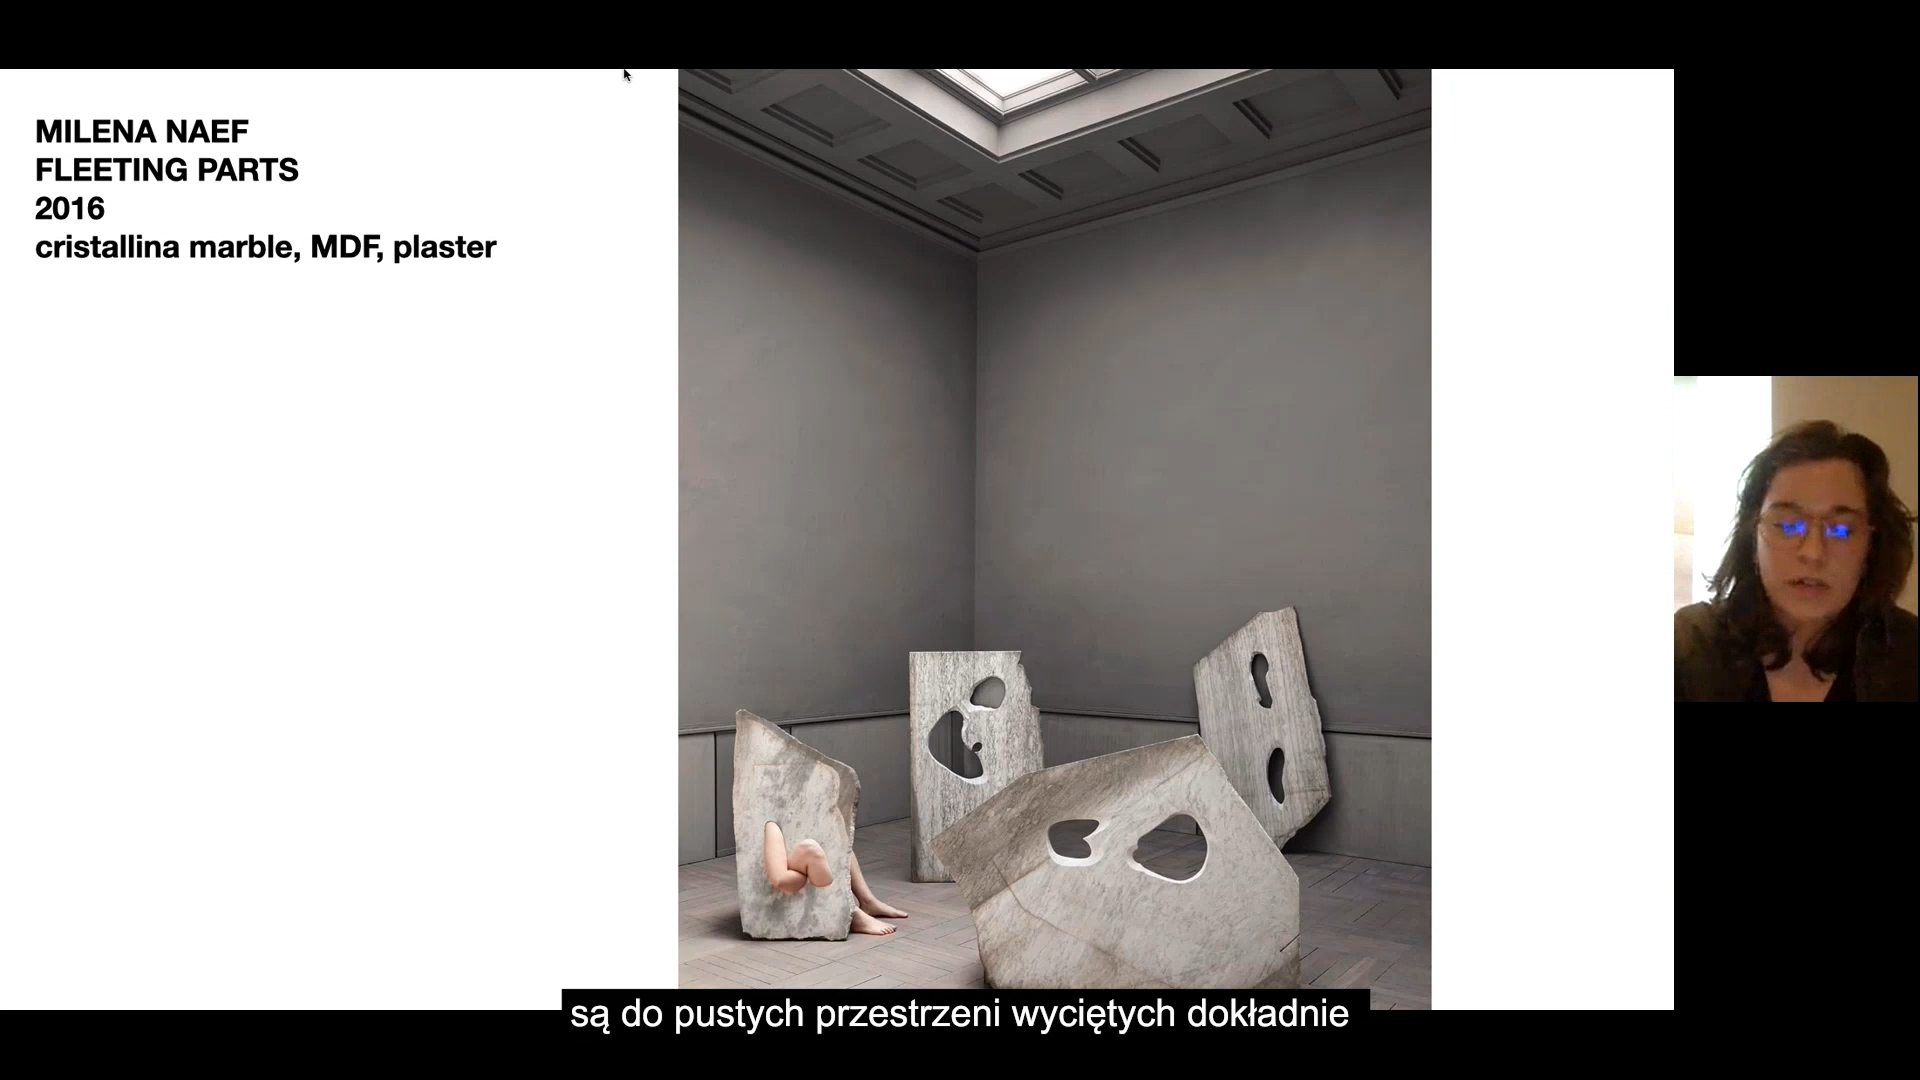 MILENA NAEF
FLEETING PARTS
2016
cristallina marble, MDF, plaster
są do pustych przestrzeni wyciętych dokładnie